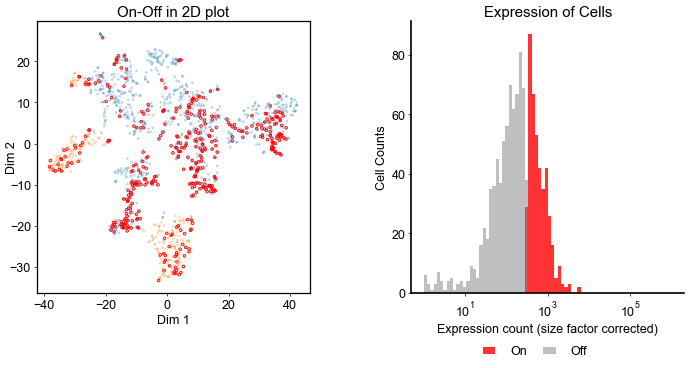 On-Off in 2D plot
Dim 2
20
10
0
−10
−20
−30
−40
−20
0
20
40
Dim 1
Expression of Cells
Cell Counts
80
60
40
20
0
10^1
10^3
10^5
Expression count (size factor corrected)
On
Off